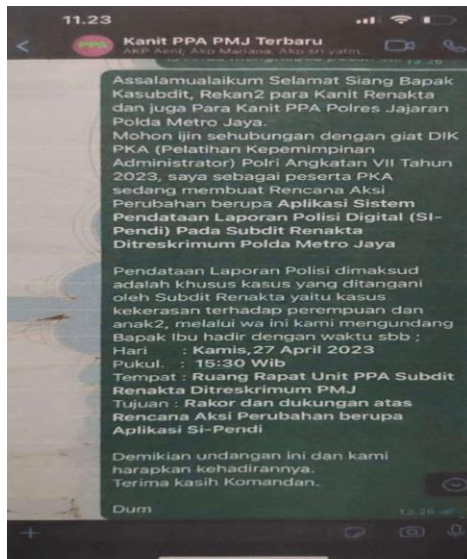 11.23
PPA
Kanit PPA PMJ Terbaru
AKP Aeni, Akp Mariana, Akp sri yatm
13.26
Assalamualaikum Selamat Siang Bapak
Kasubdit, Rekan2 para Kanit Renakta
dan juga Para Kanit PPA Polres Jajaran
Polda Metro Jaya.
Mohon ijin sehubungan dengan giat DIK
PKA (Pelatihan Kepemimpinan
Administrator) Polri Angkatan VII Tahun
2023, saya sebagai peserta PKA
sedang membuat Rencana Aksi
Perubahan berupa Aplikasi Sistem
Pendataan Laporan Polisi Digital (SI-
Pendi) Pada Subdit Renakta
Ditreskrimum Polda Metro Jaya
Pendataan Laporan Polisi dimaksud
adalah khusus kasus yang ditangani
oleh Subdit Renakta yaitu kasus
kekerasan terhadap perempuan dan
anak2, melalui wa ini kami mengundang
Bapak Ibu hadir dengan waktu sbb ;
Hari : Kamis,27 April 2023
Pukul. : 15:30 Wib
Tempat : Ruang Rapat Unit PPA Subdit
Renakta Ditreskrimum PMJ
Tujuan : Rakor dan dukungan atas
Rencana Aksi Perubahan berupa
Aplikasi Si-Pendi
Demikian undangan ini dan kami
harapkan kehadirannya.
Terima kasih Komandan.
Dum
13.26